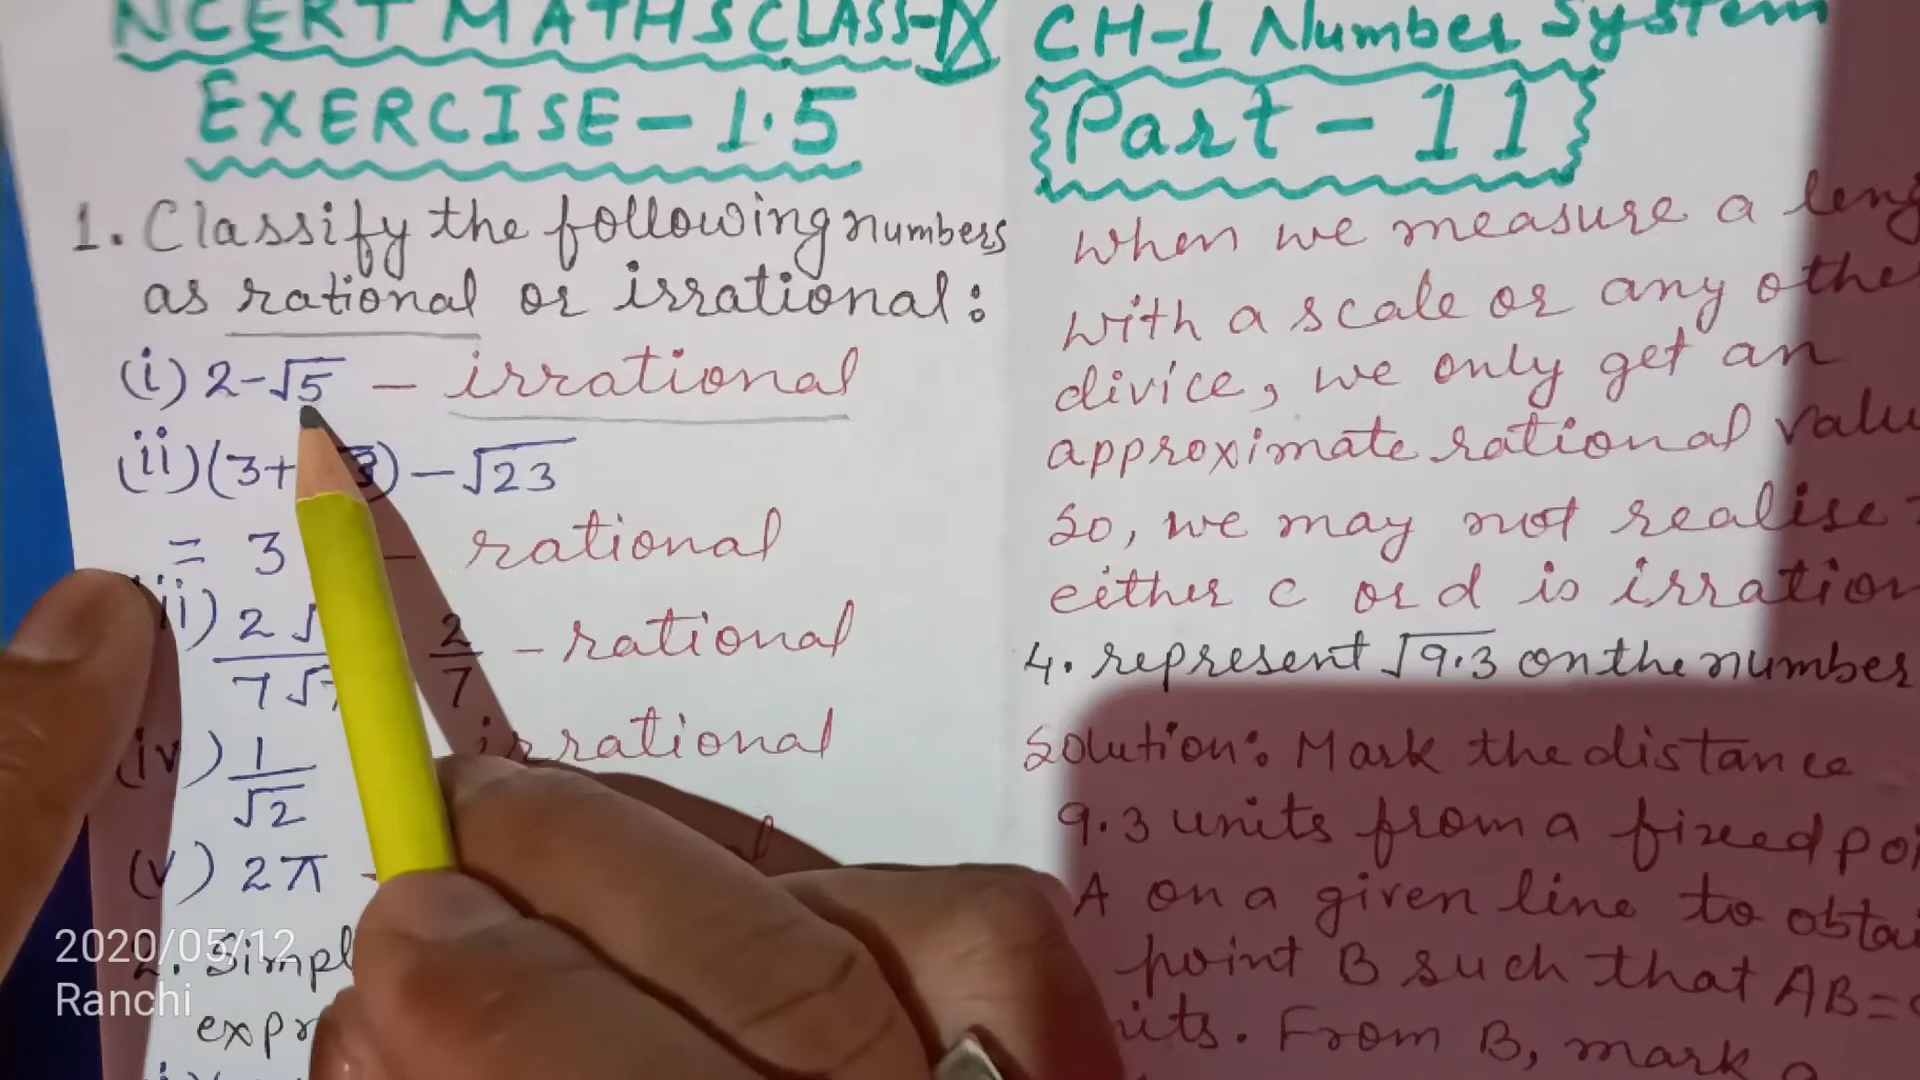 NCERT MATHS CLASS-IX
EXERCISE-1.5
1. Classify the following numbers
as rational or irrational:
(i) 2-√5 - irrational
(ii) (3+ 3) - √23
= 3 - rational
ii) 2√ 2/7 - rational
7√7
(iv) 1/√2 irrational
(v) 2π -
2.
expr
CH-1 Number System
Part-11
When we measure a
with a scale or any
divice, we only get an
approximate rational
So, we may not realise
either c or d is
4. represent √9.3 on the number
Solution: Mark the distance
9.3 units from a fixed
A on a given line to
point B such that AB=
From B, mark a
2020/05/12
Ranchi